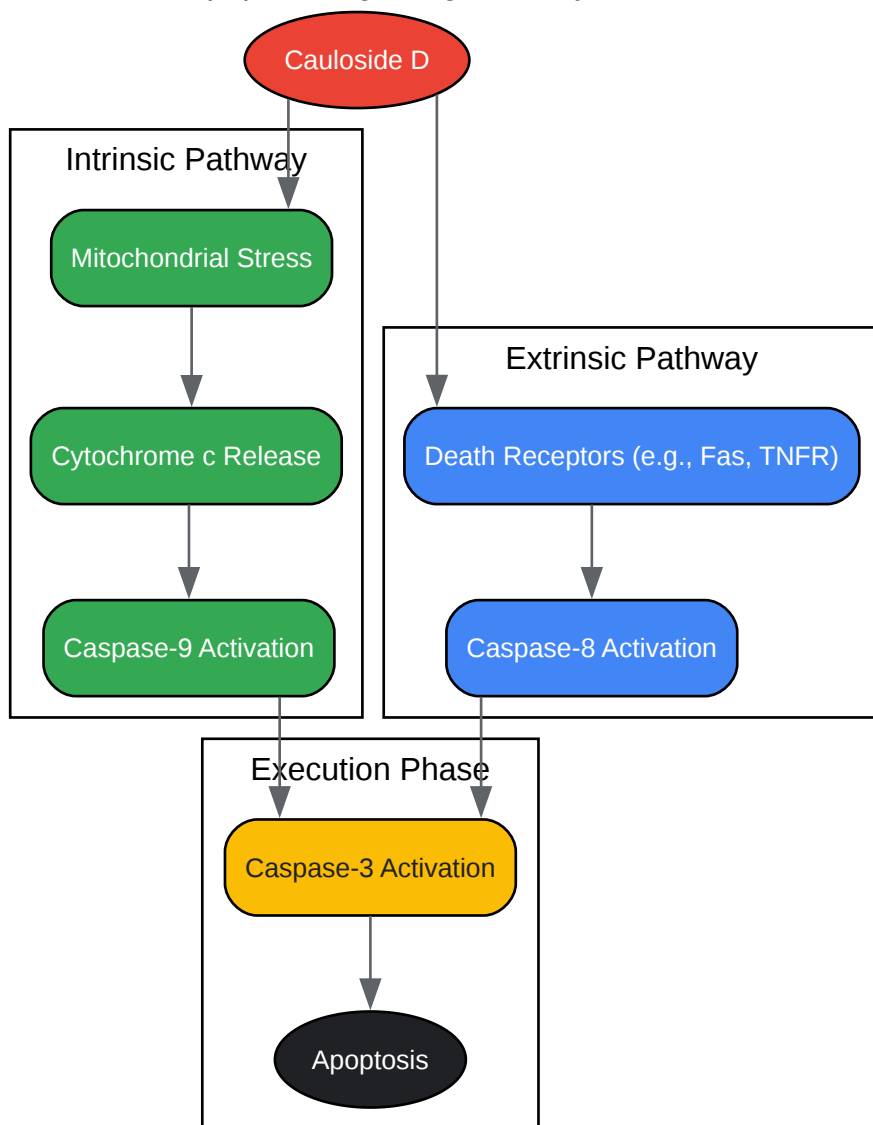 Cauloside D
Intrinsic Pathway
Mitochondrial Stress
Extrinsic Pathway
Cytochrome c Release
Death Receptors (e.g., Fas, TNFR)
Caspase-9 Activation
Caspase-8 Activation
Execution Phase
Caspase-3 Activation
Apoptosis